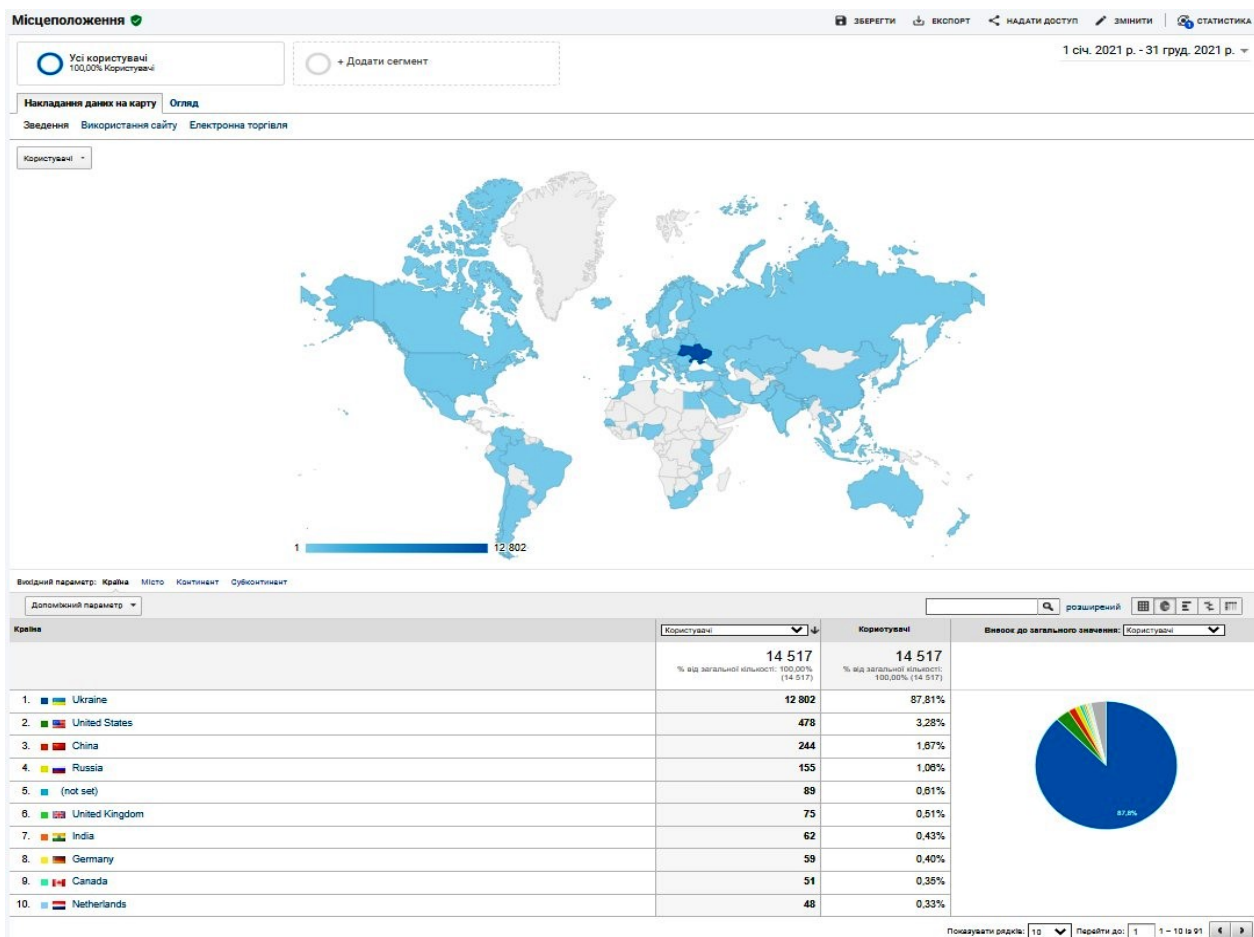 Місцеположення
ЗБЕРЕГТИ ЕКСПОРТ НАДАТИ ДОСТУП ЗМІНИТИ СТАТИСТИКА
1 січ. 2021 р. - 31 груд. 2021 р.
Усі користувачі
100,00% Користувачі
+ Додати сегмент
Накладання даних на карту Огляд
Зведення Використання сайту Електронна торгівля
Користувачі
1 12 802
Вихідний параметр: Країна Місто Континент Субконтинент
Допоміжний параметр розширений
Країна Користувачі Користувачі Внесок до загального значення: Користувачі
14 517 14 517
% від загальної кількості: 100,00% (14 517) % від загальної кількості: 100,00% (14 517)
1. Ukraine 12 802 87,81%
2. United States 478 3,28%
3. China 244 1,67%
4. Russia 155 1,06%
5. (not set) 89 0,61%
6. United Kingdom 75 0,51%
7. India 62 0,43%
8. Germany 59 0,40%
9. Canada 51 0,35%
10. Netherlands 48 0,33%
87,8%
Показувати рядків: 10 Перейти до: 1 1 – 10 із 91